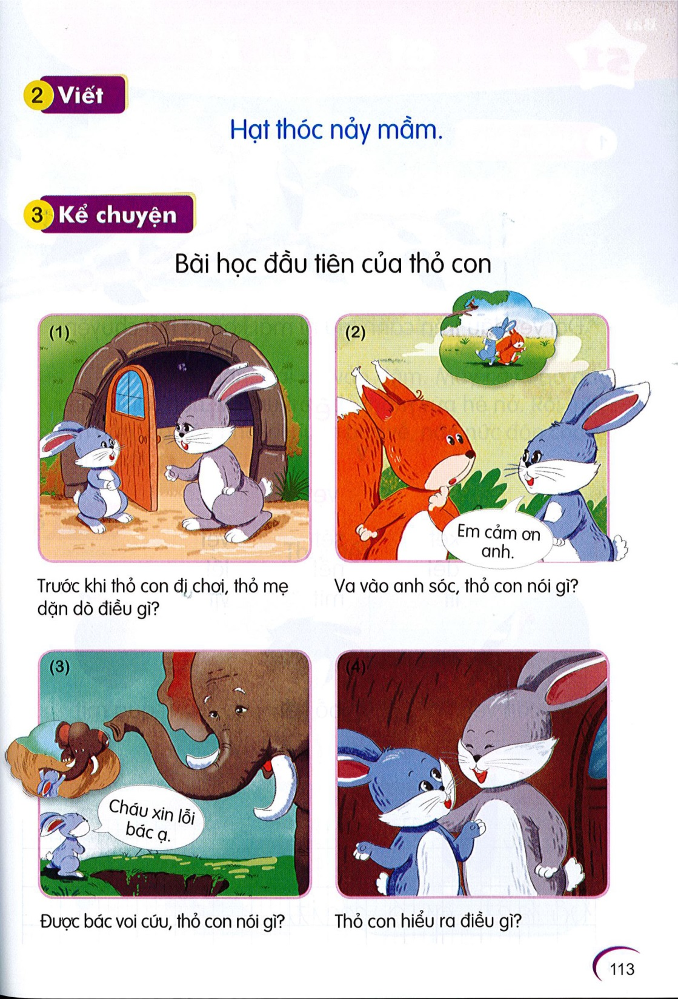 2 Viết
Hạt thóc nảy mầm.
3 Kể chuyện
Bài học đầu tiên của thỏ con
(1)
(2)
Em cảm ơn
anh.
Trước khi thỏ con đi chơi, thỏ mẹ
dặn dò điều gì?
Va vào anh sóc, thỏ con nói gì?
(3)
Cháu xin lỗi
bác ạ.
(4)
Được bác voi cứu, thỏ con nói gì?
Thỏ con hiểu ra điều gì?
113